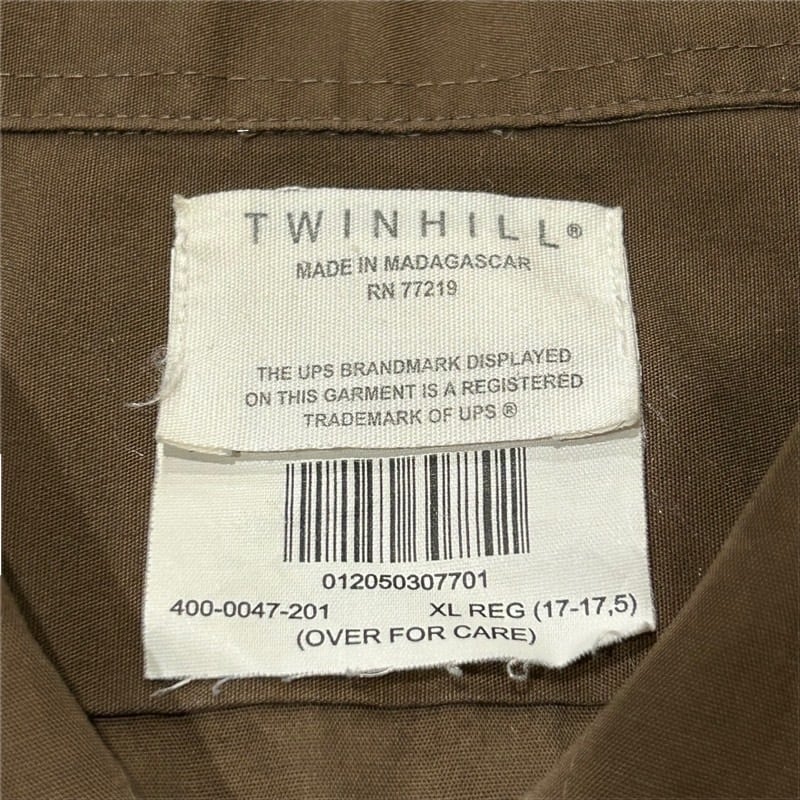 TWINHILL®
MADE IN MADAGASCAR
RN 77219
THE UPS BRANDMARK DISPLAYED
ON THIS GARMENT IS A REGISTERED
TRADEMARK OF UPS ®
012050307701
400-0047-201 XL REG (17-17,5)
(OVER FOR CARE)